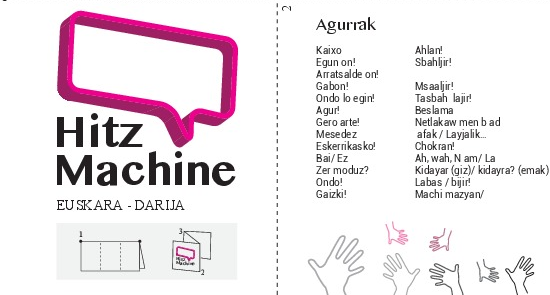 Hitz
Machine
EUSKARA - DARIJA
1
3
Hitz
Machine
2
2
Agurrak
Kaixo Ahlan!
Egun on! Sbahljir!
Arratsalde on!
Gabon! Msaaljir!
Ondo lo egin! Tasbah lajir!
Agur! Beslama
Gero arte! Netlakaw men b ad
Mesedez afak / Layjalik...
Eskerrikasko! Chokran!
Bai/ Ez Ah, wah, N am/ La
Zer moduz? Kidayar (giz)/ kidayra? (emak)
Ondo! Labas / bijir!
Gaizki! Machi mazyan/